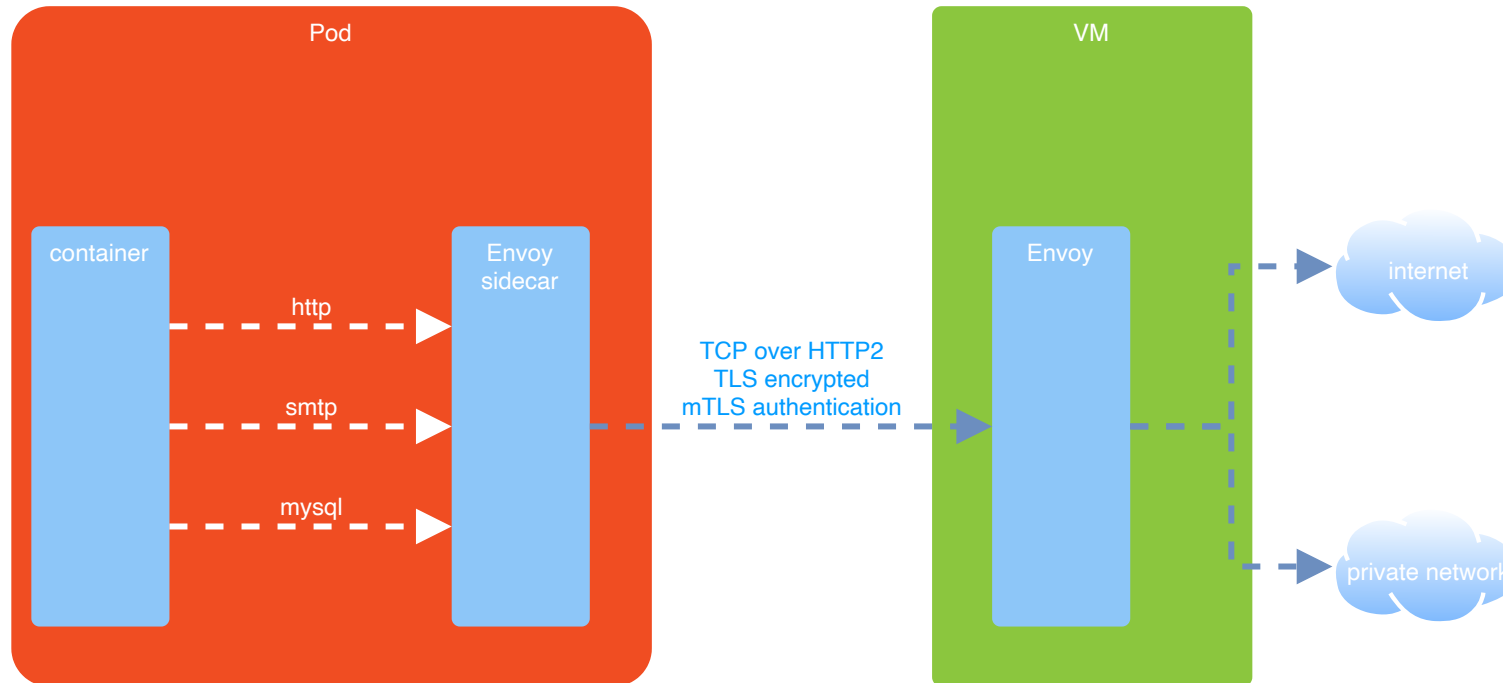 Pod
VM
container
Envoy
sidecar
Envoy
internet
http
smtp
mysql
TCP over HTTP2
TLS encrypted
mTLS authentication
private network